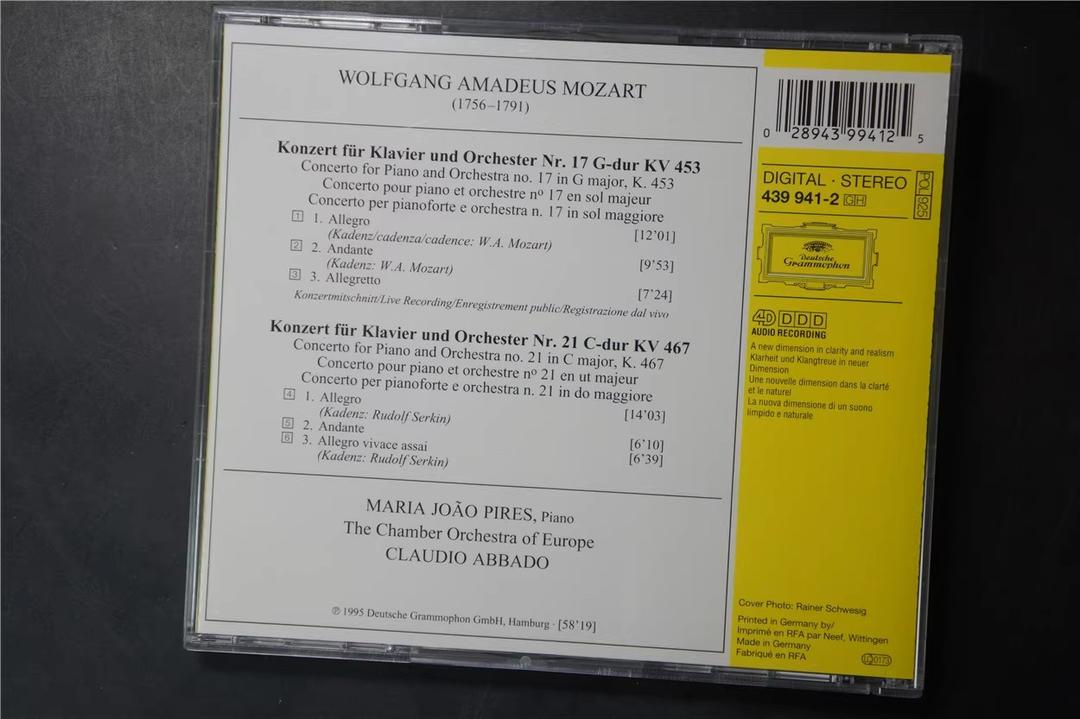 WOLFGANG AMADEUS MOZART
(1756–1791)
Konzert für Klavier und Orchester Nr. 17 G-dur KV 453
Concerto for Piano and Orchestra no. 17 in G major, K. 453
Concerto pour piano et orchestre nº 17 en sol majeur
Concerto per pianoforte e orchestra n. 17 in sol maggiore
1 1. Allegro [12'01]
(Kadenz/cadenza/cadence: W.A. Mozart)
2 2. Andante [9'53]
(Kadenz: W.A. Mozart)
3 3. Allegretto [7'24]
Konzertmitschnitt/Live Recording/Enregistrement public/Registrazione dal vivo
Konzert für Klavier und Orchester Nr. 21 C-dur KV 467
Concerto for Piano and Orchestra no. 21 in C major, K. 467
Concerto pour piano et orchestre nº 21 en ut majeur
Concerto per pianoforte e orchestra n. 21 in do maggiore
4 1. Allegro [14'03]
(Kadenz: Rudolf Serkin)
5 2. Andante [6'10]
6 3. Allegro vivace assai [6'39]
(Kadenz: Rudolf Serkin)
MARIA JOÃO PIRES, Piano
The Chamber Orchestra of Europe
CLAUDIO ABBADO
℗ 1995 Deutsche Grammophon GmbH, Hamburg · [58'19]
0 28943 99412 5
DIGITAL · STEREO
439 941-2 GH
POL 925
Deutsche
Grammophon
4D DDD
AUDIO RECORDING
A new dimension in clarity and realism
Klarheit und Klangtreue in neuer
Dimension
Une nouvelle dimension dans la clarté
et le naturel
La nuova dimensione di un suono
limpido e naturale
Cover Photo: Rainer Schwesig
Printed in Germany by/
Imprimé en RFA par Neef, Wittingen
Made in Germany
Fabriqué en RFA
LC 0173